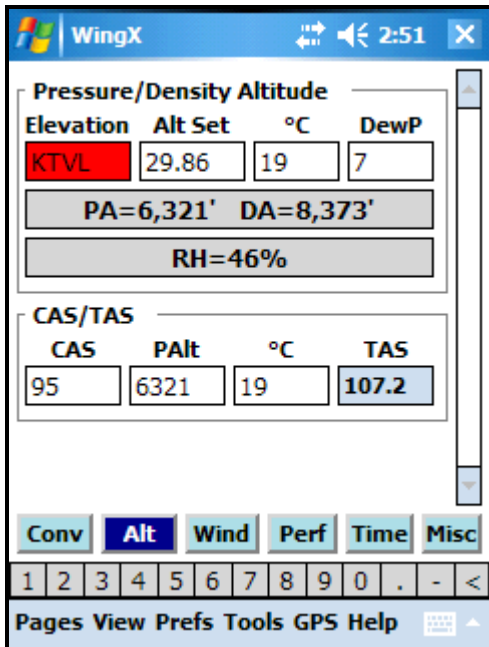 WingX 2:51
Pressure/Density Altitude
Elevation Alt Set °C DewP
KTVL 29.86 19 7
PA=6,321' DA=8,373'
RH=46%
CAS/TAS
CAS PAlt °C TAS
95 6321 19 107.2
Conv Alt Wind Perf Time Misc
1 2 3 4 5 6 7 8 9 0 . - <
Pages View Prefs Tools GPS Help